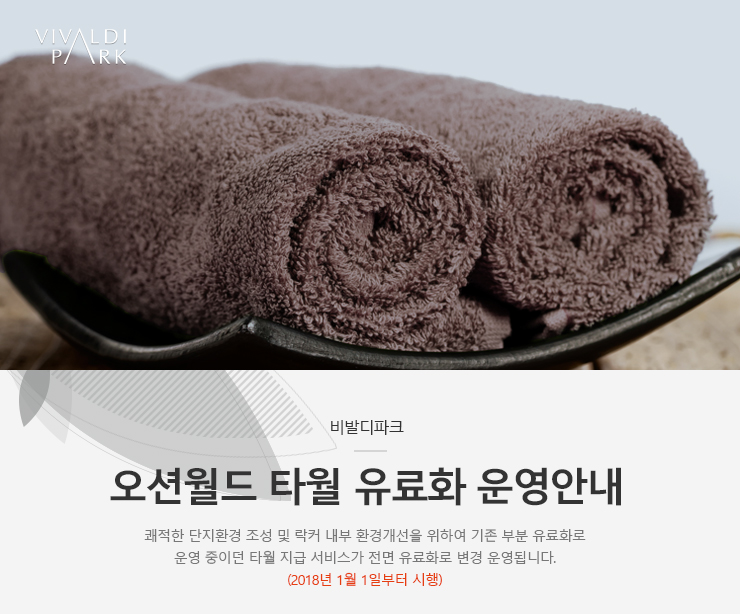 VIVALDI
PARK
비발디파크
오션월드 타월 유료화 운영안내
쾌적한 단지환경 조성 및 락커 내부 환경개선을 위하여 기존 부분 유료화로
운영 중이던 타월 지급 서비스가 전면 유료화로 변경 운영됩니다.
(2018년 1월 1일부터 시행)